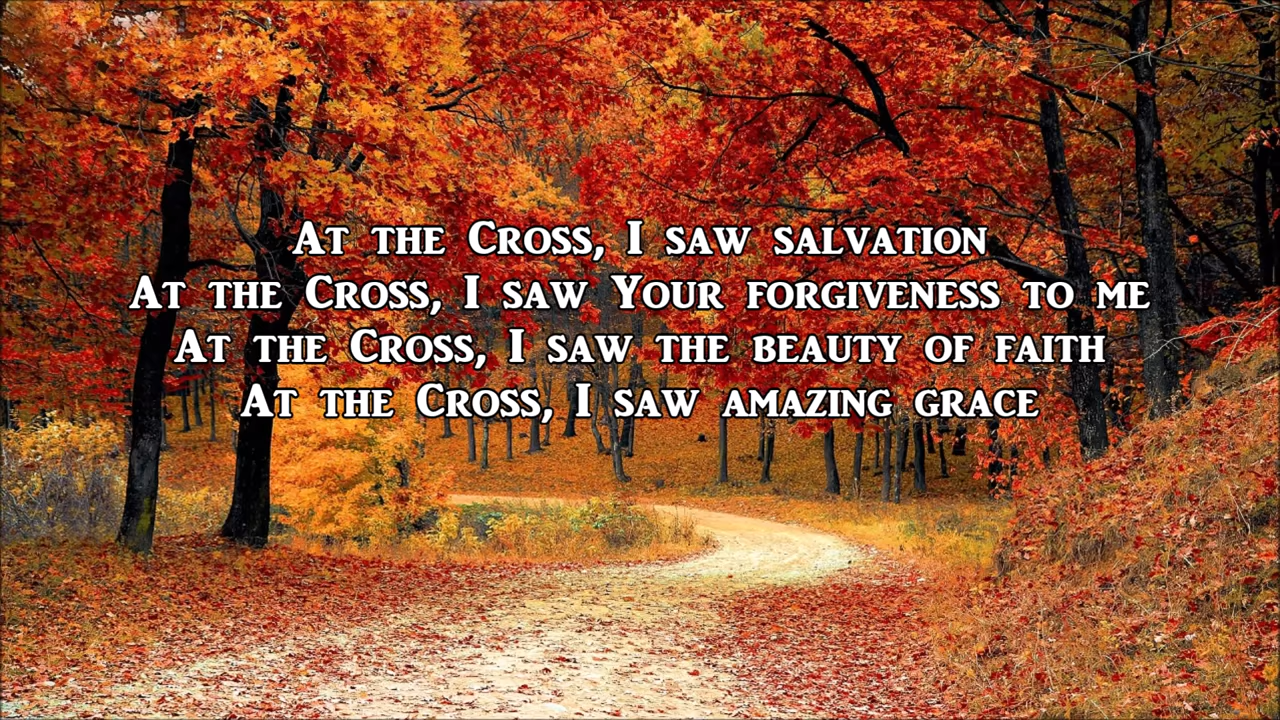 At the Cross, I saw salvation
At the Cross, I saw Your forgiveness to me
At the Cross, I saw the beauty of faith
At the Cross, I saw amazing grace